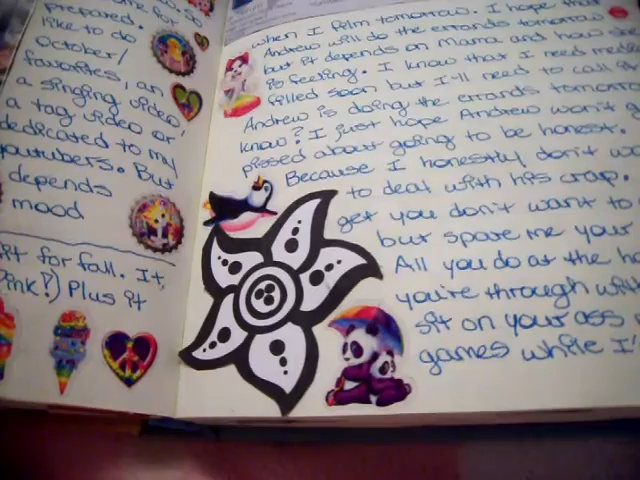 prepared.
like to do
October/
favorites, an
a singing video
a tag video or
dedicated to my
youtubers. But
depends
mood
it for fall. It,
Pink!) Plus it
when I film tomorrow. I hope that
Andrew will do the errands tomorrow
but it depends on Mama and how she
is feeling. I know that I need meds
filled soon but I'll need to call
Andrew is doing the errands tomorrow
know? I just hope Andrew won't
pissed about going to be honest.
Because I honestly don't
to deal with his crap.
get you don't want to
but spare me your
All you do at the
you're through
sit on your ass
games while